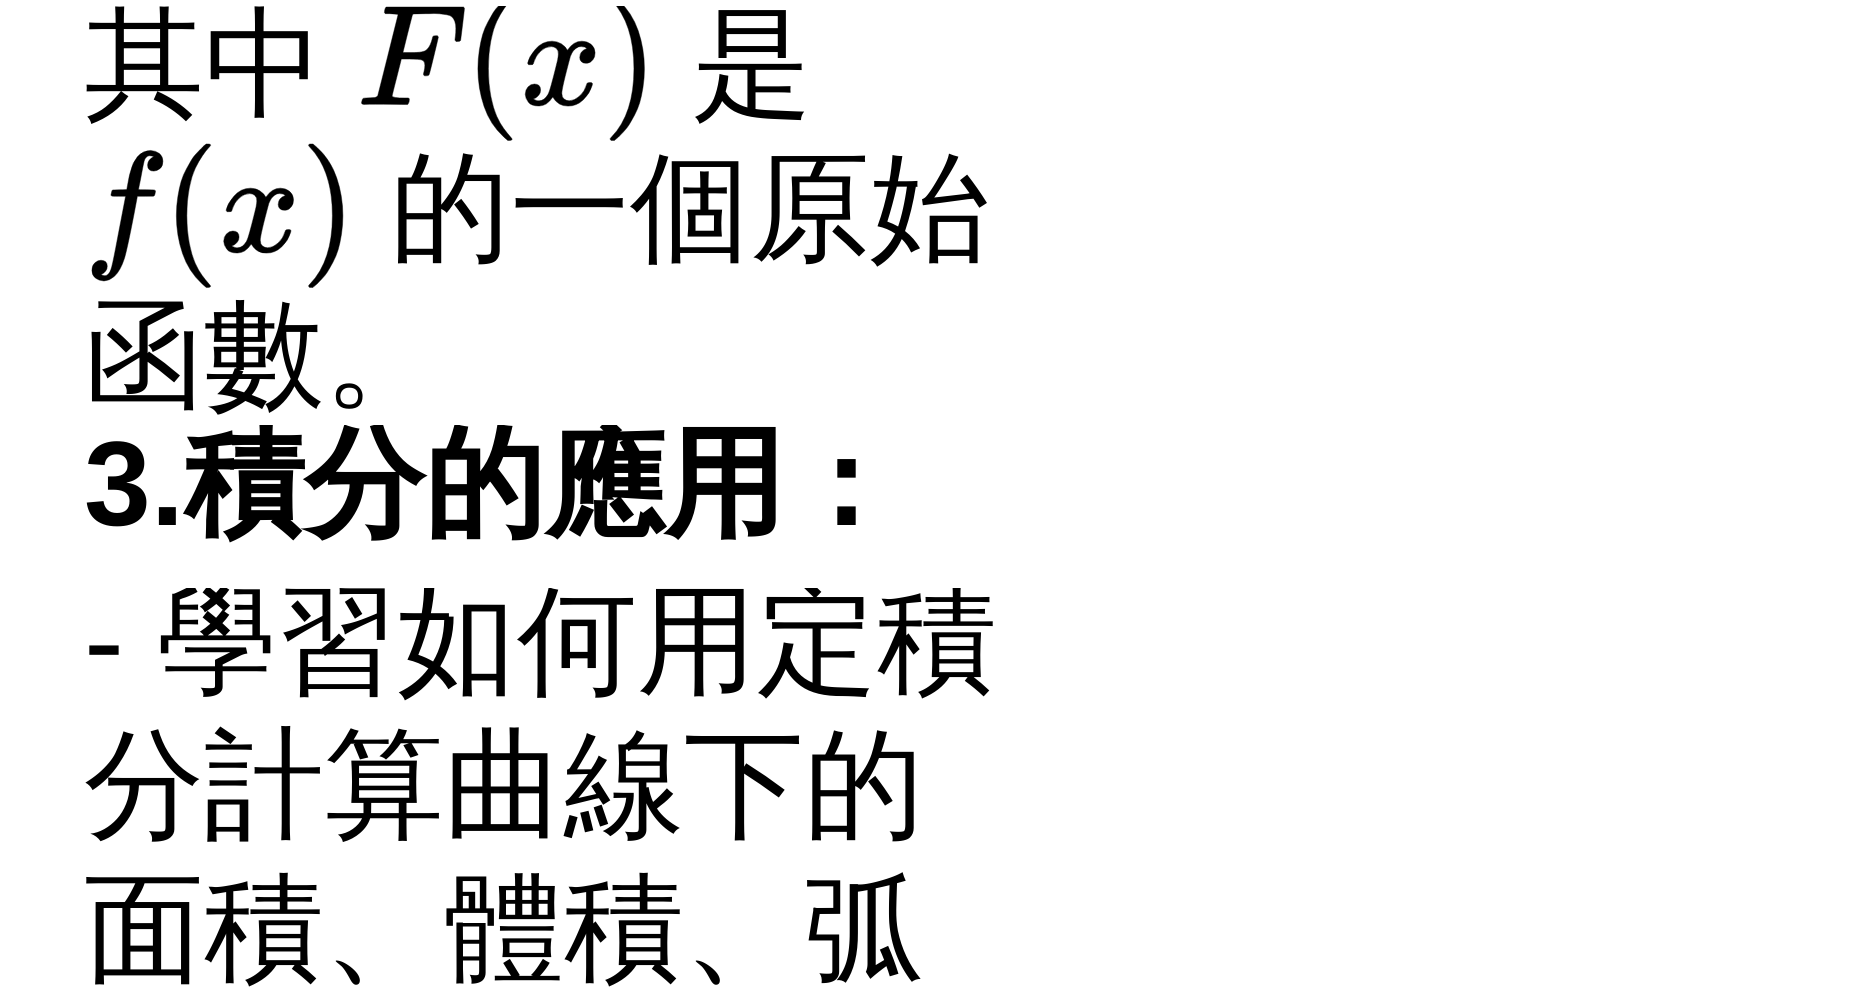 其中 F(x) 是
f(x) 的一個原始
函數。
3.積分的應用：
- 學習如何用定積
分計算曲線下的
面積、體積、弧